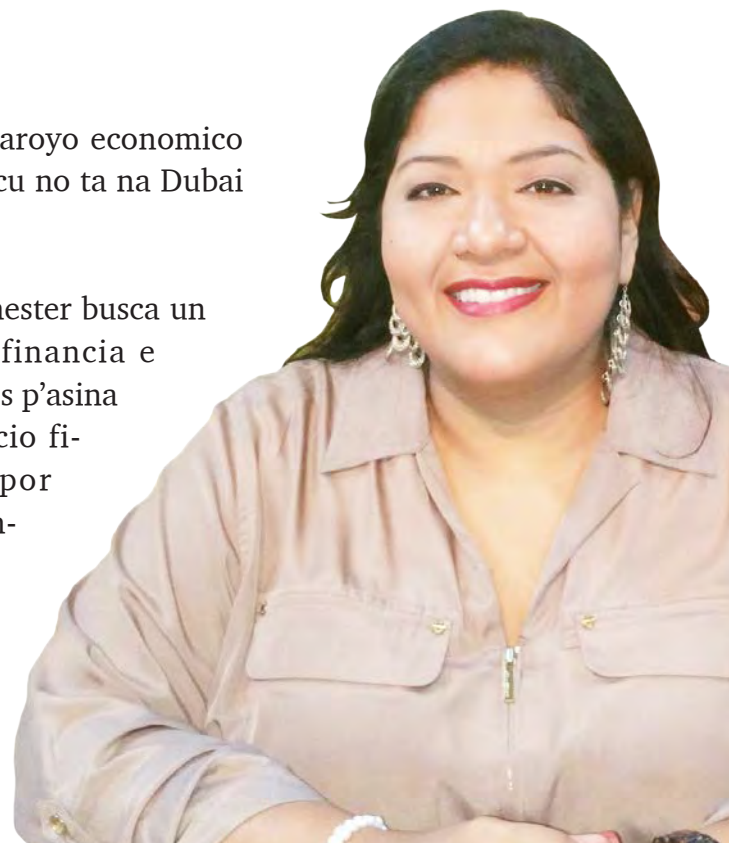 aroyo economico
cu no ta na Dubai
nester busca un
financia e
s p'asina
cio fi-
por
n-